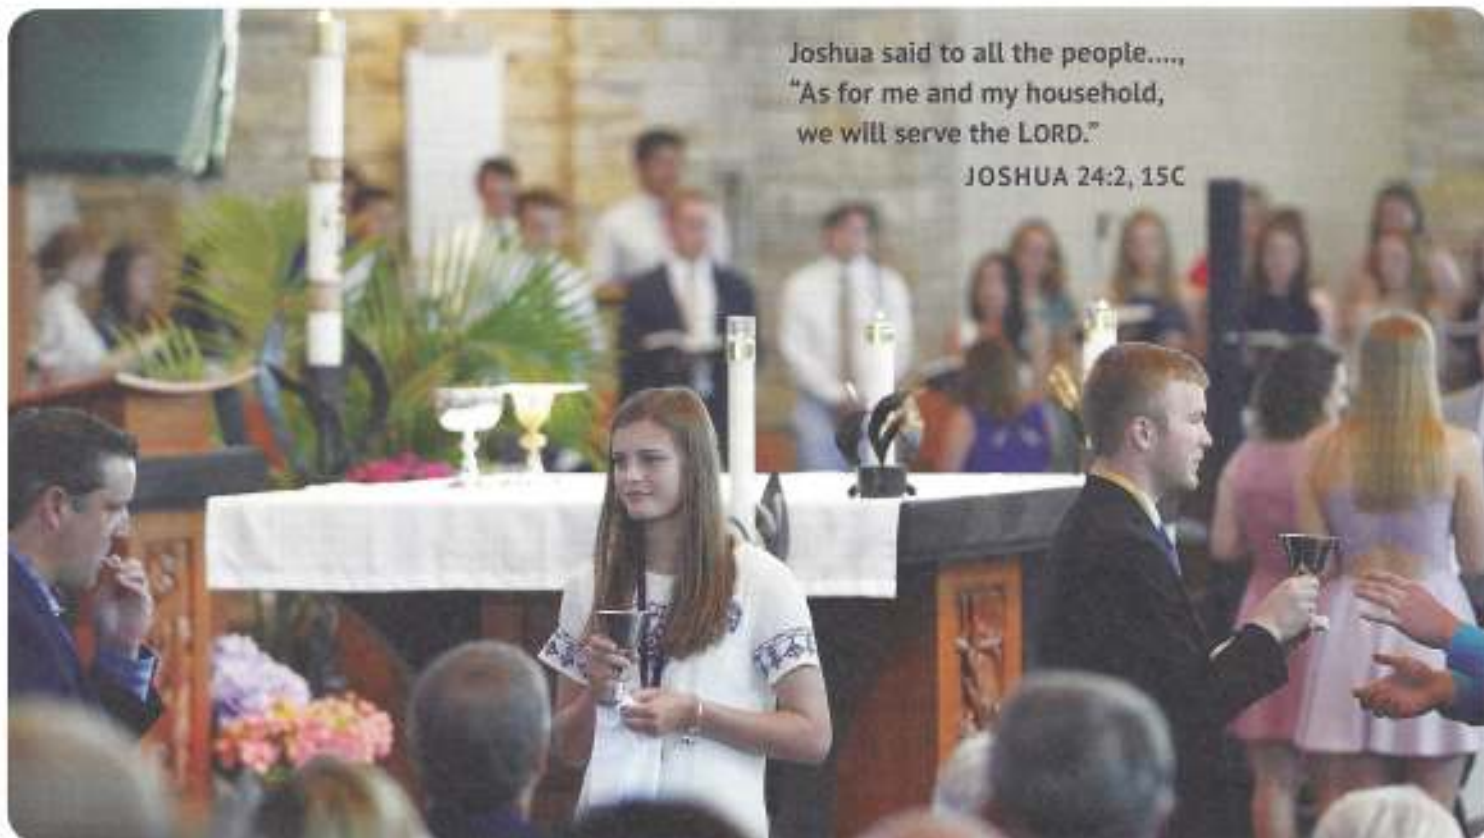 Joshua said to all the people....,
“As for me and my household,
we will serve the LORD.”
JOSHUA 24:2, 15C